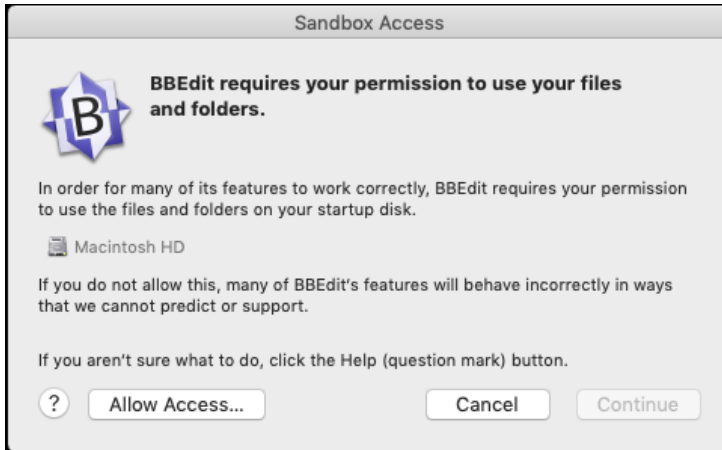 Sandbox Access
B
BBEdit requires your permission to use your files
and folders.
In order for many of its features to work correctly, BBEdit requires your permission
to use the files and folders on your startup disk.
Macintosh HD
If you do not allow this, many of BBEdit's features will behave incorrectly in ways
that we cannot predict or support.
If you aren't sure what to do, click the Help (question mark) button.
? Allow Access... Cancel Continue